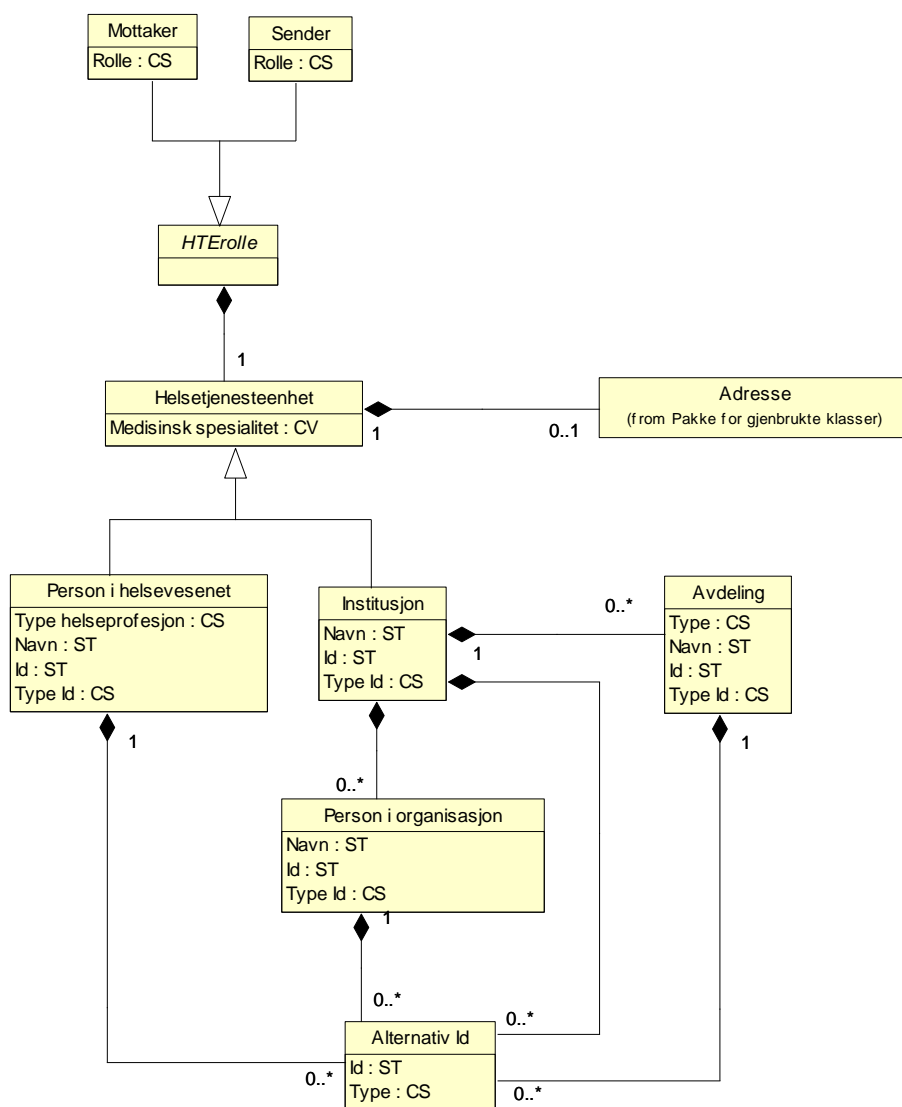 Mottaker
Rolle : CS
Sender
Rolle : CS
HTErolle
1
Helsetjenesteenhet
Medisinsk spesialitet : CV
1
0..1
Adresse
(from Pakke for gjenbrukte klasser)
Person i helsevesenet
Type helseprofesjon : CS
Navn : ST
Id : ST
Type Id : CS
1
Institusjon
Navn : ST
Id : ST
Type Id : CS
1
0..*
Avdeling
Type : CS
Navn : ST
Id : ST
Type Id : CS
1
0..*
Person i organisasjon
Navn : ST
Id : ST
Type Id : CS
1
0..*
0..*
Alternativ Id
Id : ST
Type : CS
0..*
0..*